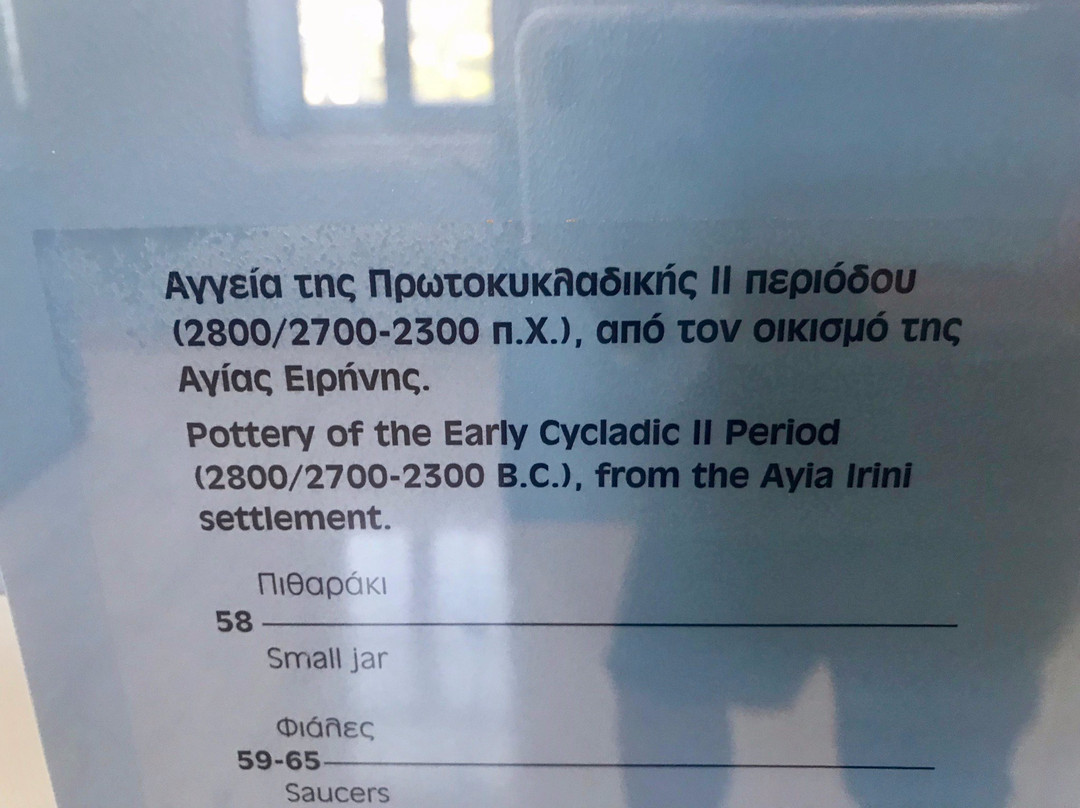 Αγγεία της Πρωτοκυκλαδικής ΙΙ περιόδου
(2800/2700-2300 π.Χ.), από τον οικισμό της
Αγίας Ειρήνης.
Pottery of the Early Cycladic II Period
(2800/2700-2300 B.C.), from the Ayia Irini
settlement.
Πιθαράκι
58
Small jar
Φιάλες
59-65
Saucers